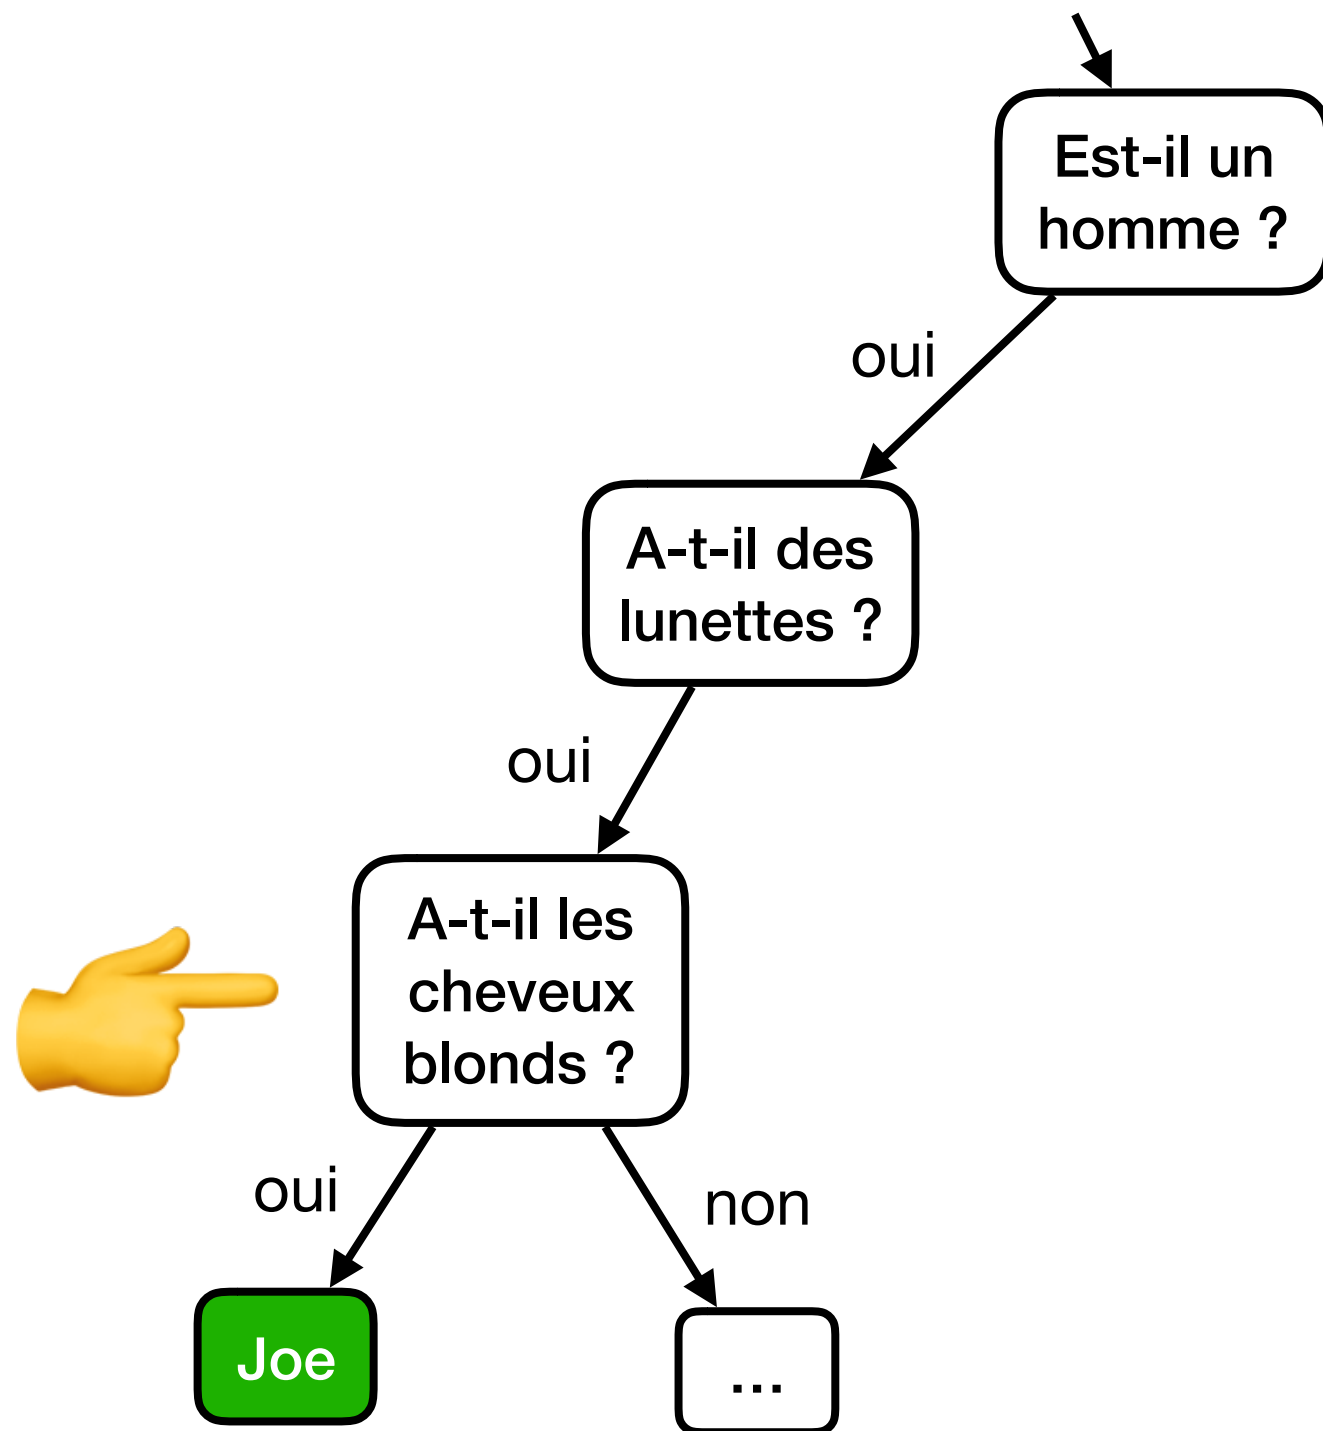 Est-il un
homme ?
oui
A-t-il des
lunettes ?
oui
A-t-il les
cheveux
blonds ?
oui
non
Joe
...